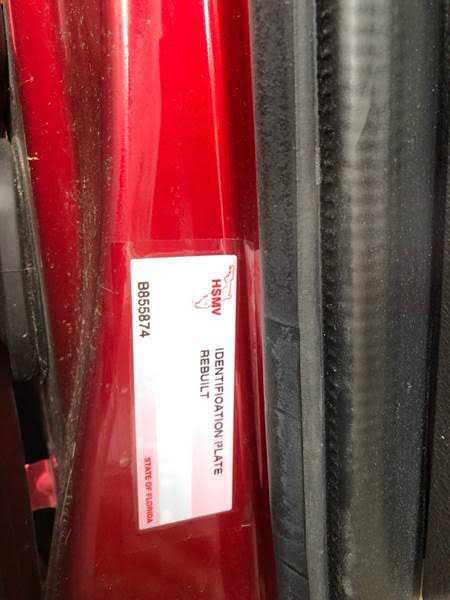 HSMV
IDENTIFICATION PLATE
REBUILT
B855874
STATE OF FLORIDA